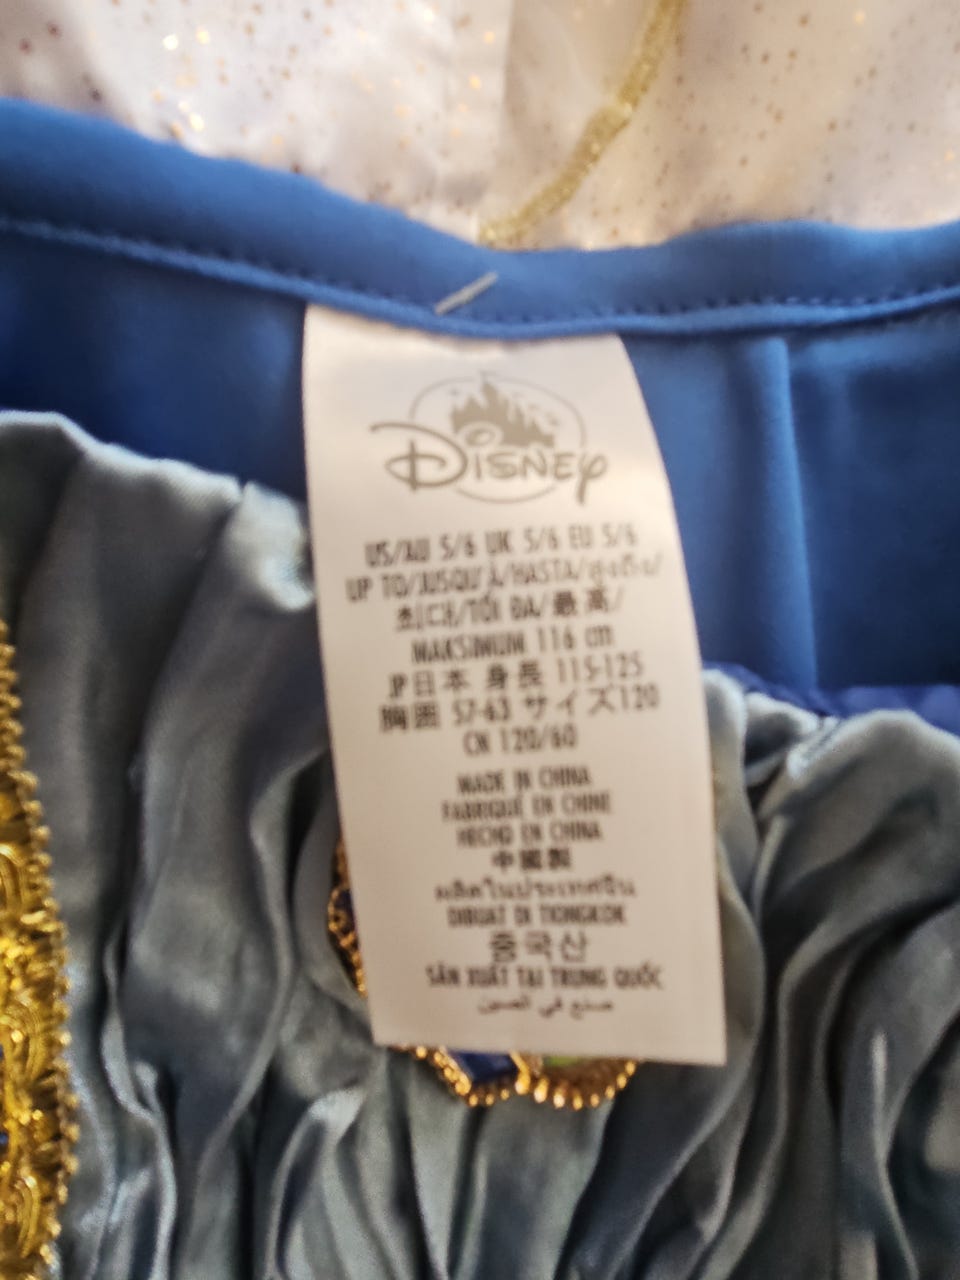 Disney
US/AU 5/6 UK 5/6 EU 5/6
UP TO/JUSQU'À/HASTA/สูงถึง/
최대/TỐI ĐA/最高/
MAKSIMUM 116 cm
JP日本 身長 115-125
胸囲 57-63 サイズ120
CN 120/60
MADE IN CHINA
FABRIQUÉ EN CHINE
HECHO EN CHINA
中國製
ผลิตในประเทศจีน
DIBUAT DI TIONGKOK
중국산
SẢN XUẤT TẠI TRUNG QUỐC
صنع في الصين